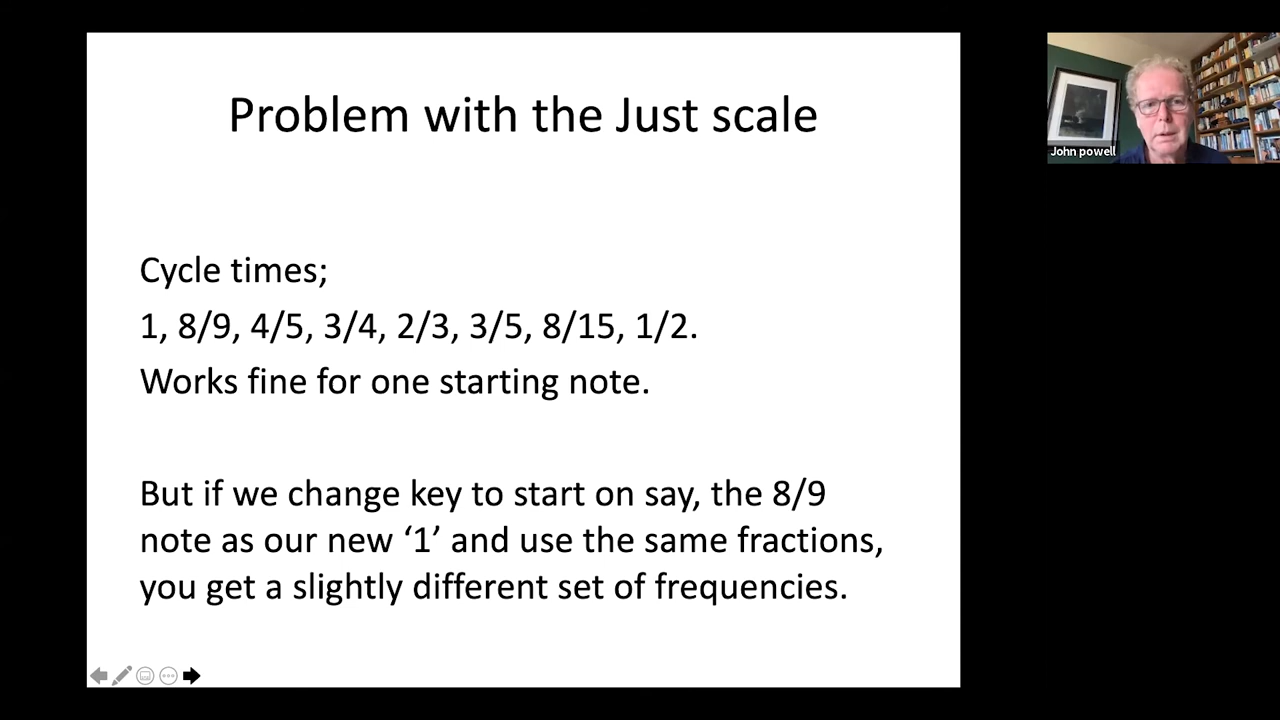 Problem with the Just scale
John powell
Cycle times;
1, 8/9, 4/5, 3/4, 2/3, 3/5, 8/15, 1/2.
Works fine for one starting note.
But if we change key to start on say, the 8/9
note as our new ‘1’ and use the same fractions,
you get a slightly different set of frequencies.